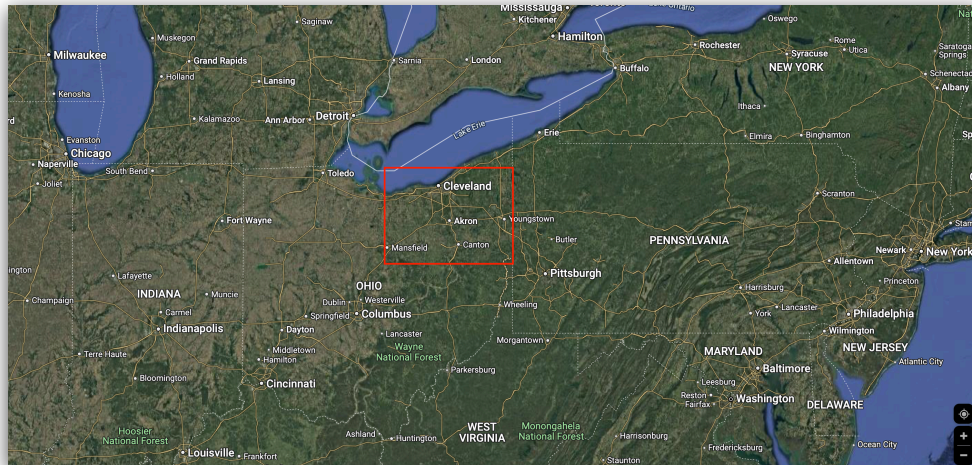 Mississauga
Kitchener
Hamilton
Saginaw
Oswego
Muskegon
Milwaukee
Grand Rapids
Sarnia
London
Rochester
Rome
Utica
Syracuse
Saratoga
Springs
NEW YORK
Buffalo
Holland
Lansing
Schenectad
Albany
Kenosha
Ithaca
rd
Kalamazoo
Ann Arbor
Detroit
Lake Erie
Erie
Elmira
Binghamton
Sp
Evanston
Chicago
Naperville
South Bend
Toledo
Joliet
Cleveland
Scranton
Fort Wayne
Akron
Youngstown
Stam
Mansfield
Canton
Butler
PENNSYLVANIA
Newark
New York
Allentown
ington
Lafayette
Pittsburgh
Princeton
OHIO
Harrisburg
Champaign
INDIANA
Muncie
Dublin
Westerville
Wheeling
Lancaster
Carmel
Springfield
Columbus
York
Philadelphia
Indianapolis
Dayton
Lancaster
Wilmington
Wayne
National Forest
Morgantown
NEW JERSEY
Terre Haute
Middletown
Hamilton
MARYLAND
Atlantic City
Parkersburg
Baltimore
Bloomington
Cincinnati
Leesburg
Reston
Fairfax
Washington
DELAWARE
Hoosier
National Forest
Ashland
Huntington
WEST
VIRGINIA
Monongahela
National Forest
Harrisonburg
Ocean City
Louisville
Frankfort
Fredericksburg
Staunton